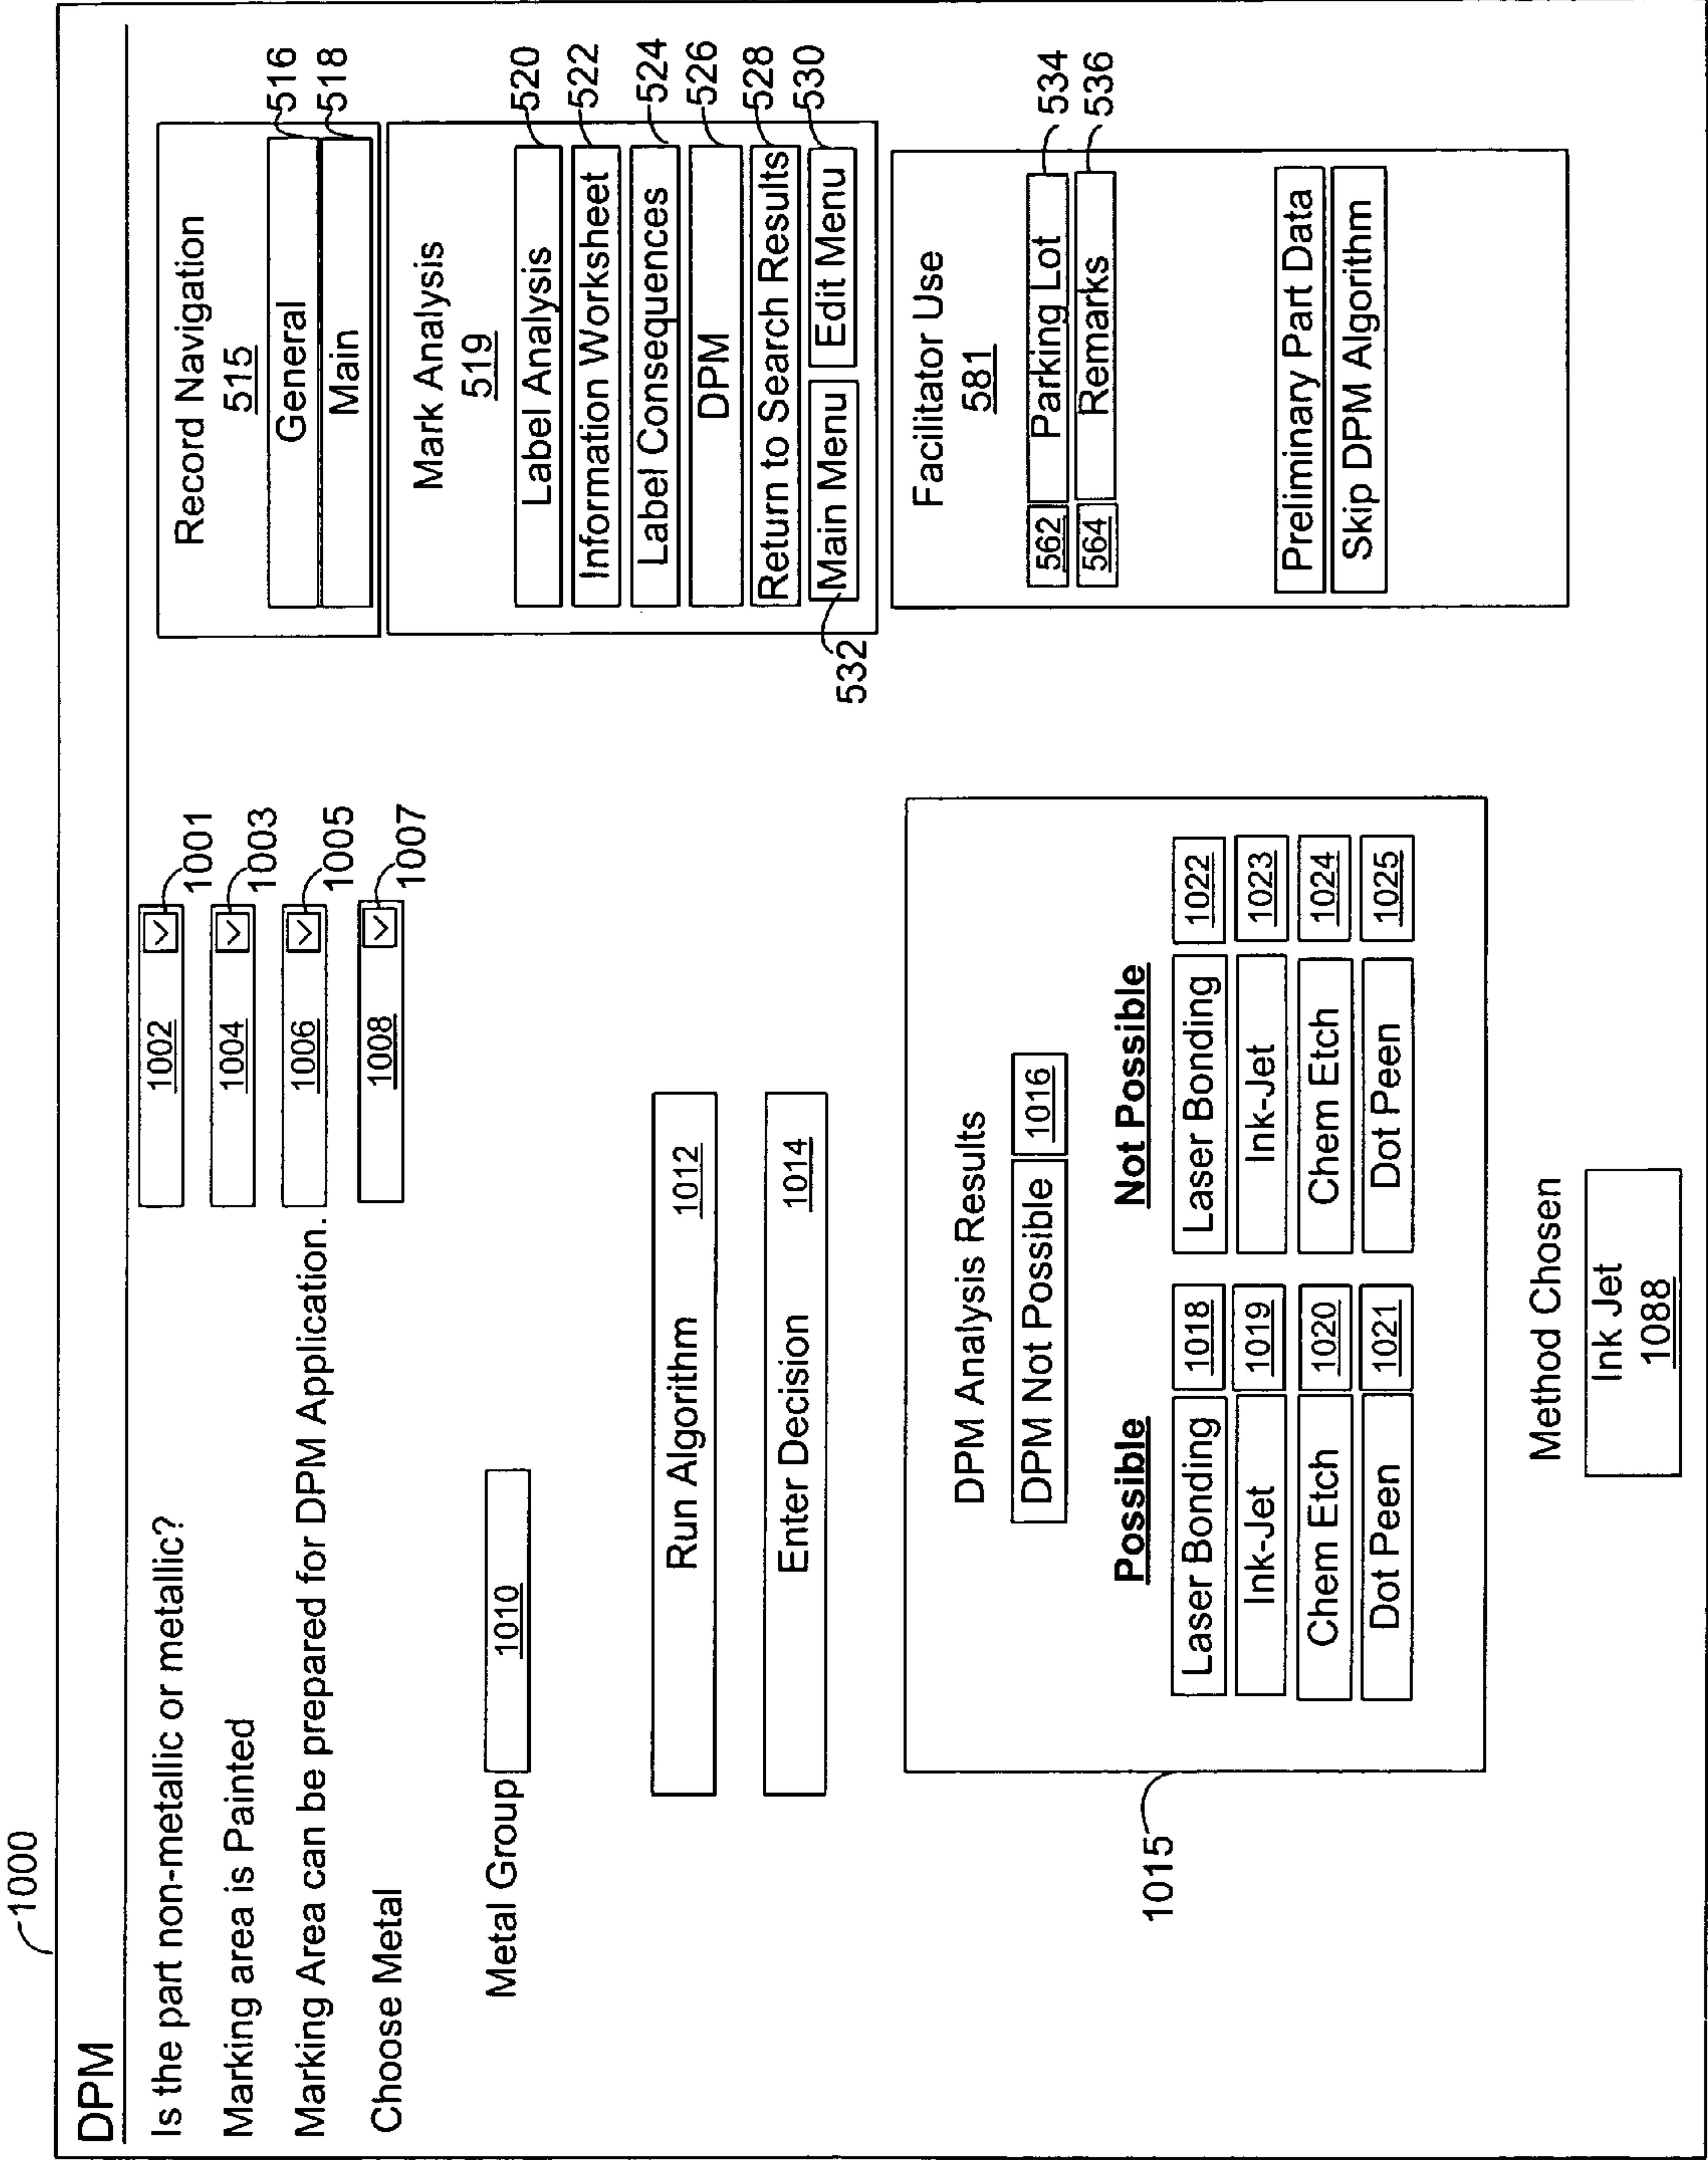 1000
DPM
Is the part non-metallic or metallic?
1002
1001
Marking area is Painted
1004
1003
Marking Area can be prepared for DPM Application.
1006
1005
Choose Metal
1008
1007
Metal Group
1010
Run Algorithm 1012
Enter Decision 1014
1015
DPM Analysis Results
DPM Not Possible 1016
Possible
Not Possible
Laser Bonding 1018
Laser Bonding 1022
Ink-Jet 1019
Ink-Jet 1023
Chem Etch 1020
Chem Etch 1024
Dot Peen 1021
Dot Peen 1025
Method Chosen
Ink Jet
1088
Record Navigation
515
General
516
Main
518
Mark Analysis
519
Label Analysis
520
Information Worksheet
522
Label Consequences
524
DPM
526
Return to Search Results
528
Main Menu
Edit Menu
530
532
Facilitator Use
581
562 Parking Lot
534
564 Remarks
536
Preliminary Part Data
Skip DPM Algorithm